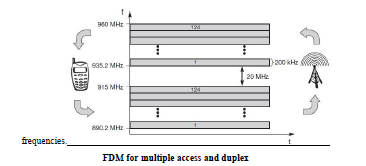 f
960 MHz
124
935.2 MHz
1
200 kHz
20 MHz
915 MHz
124
890.2 MHz
1
t
frequencies.
FDM for multiple access and duplex